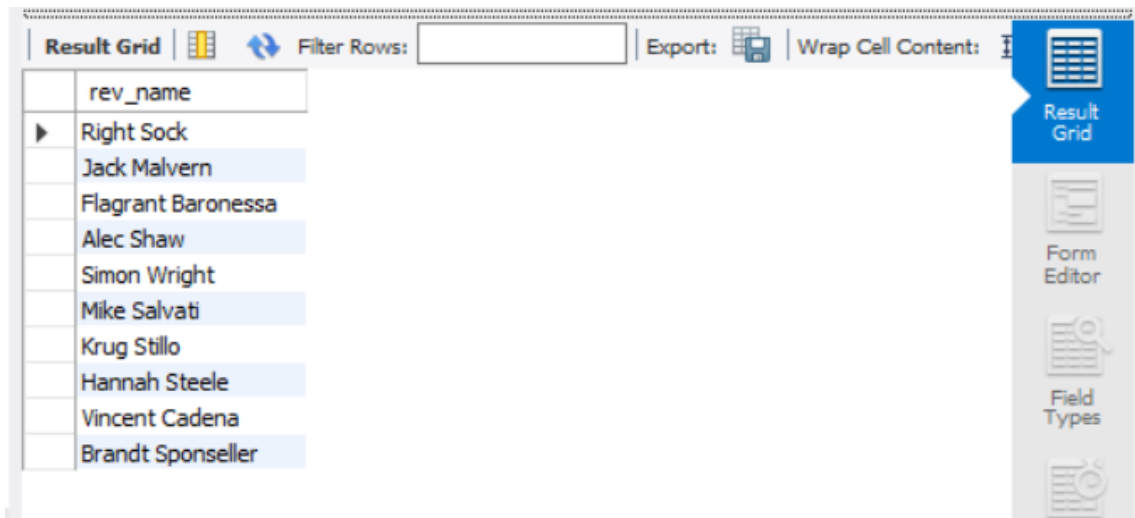 Result Grid Filter Rows: Export: Wrap Cell Content:
rev_name
Right Sock
Jack Malvern
Flagrant Baronessa
Alec Shaw
Simon Wright
Mike Salvati
Krug Stillo
Hannah Steele
Vincent Cadena
Brandt Sponseller
Result
Grid
Form
Editor
Field
Types